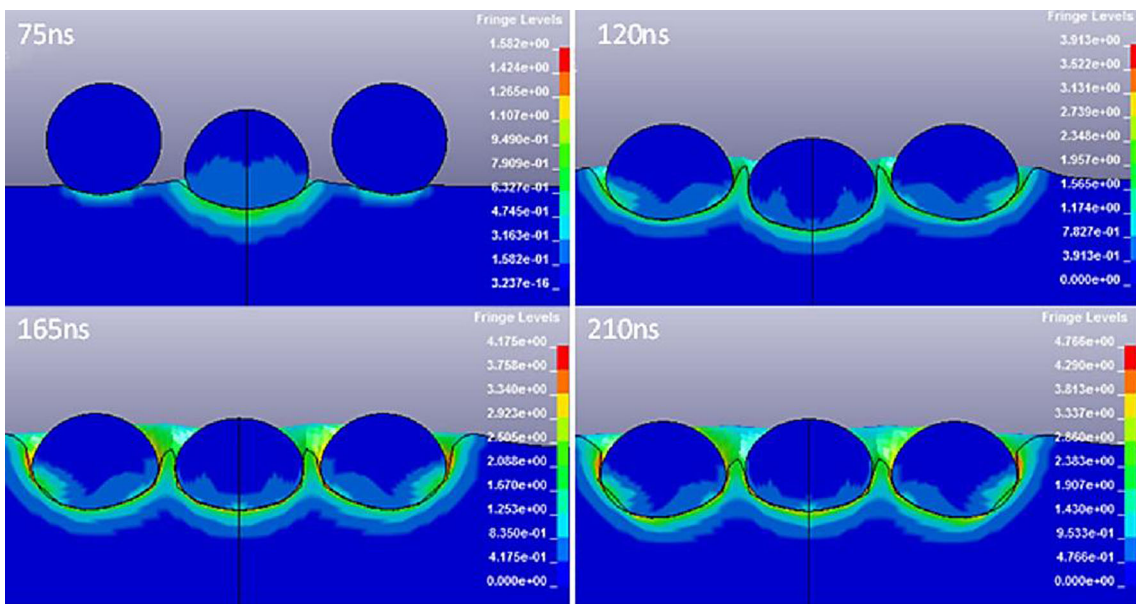 75ns
Fringe Levels
1.582e+00
1.424e+00
1.265e+00
1.107e+00
9.490e-01
7.909e-01
6.327e-01
4.745e-01
3.163e-01
1.582e-01
3.237e-16
120ns
Fringe Levels
3.913e+00
3.522e+00
3.131e+00
2.739e+00
2.348e+00
1.957e+00
1.565e+00
1.174e+00
7.827e-01
3.913e-01
0.000e+00
165ns
Fringe Levels
4.175e+00
3.758e+00
3.340e+00
2.923e+00
2.505e+00
2.088e+00
1.670e+00
1.253e+00
8.350e-01
4.175e-01
0.000e+00
210ns
Fringe Levels
4.766e+00
4.290e+00
3.813e+00
3.337e+00
2.860e+00
2.383e+00
1.907e+00
1.430e+00
9.533e-01
4.766e-01
0.000e+00